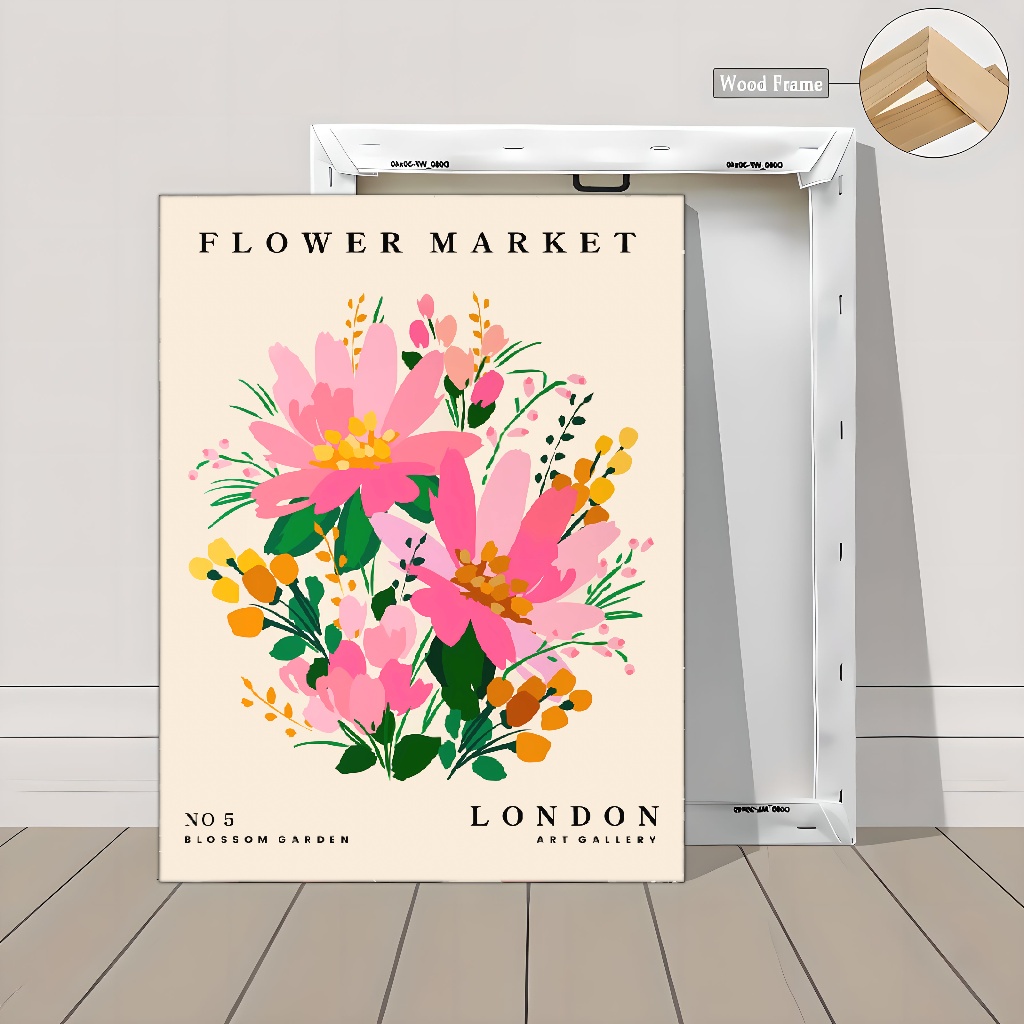 Wood Frame
FLOWER MARKET
NO 5
BLOSSOM GARDEN
LONDON
ART GALLERY